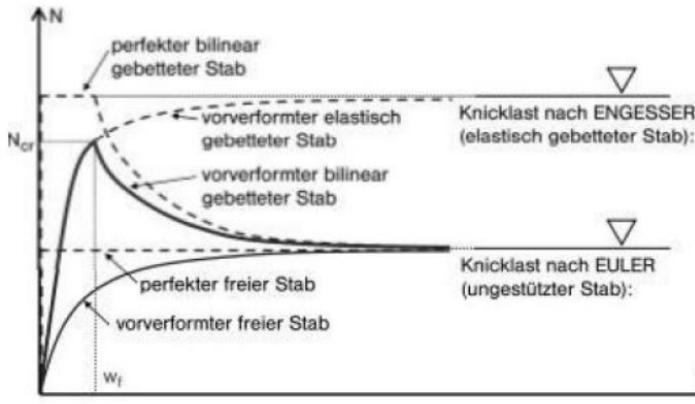 N
perfekter bilinear
gebetteter Stab
Knicklast nach ENGESSER
(elastisch gebetteter Stab):
vorverformter elastisch
gebetteter Stab
N_cr
vorverformter bilinear
gebetteter Stab
Knicklast nach EULER
(ungestützter Stab):
perfekter freier Stab
vorverformter freier Stab
w_f